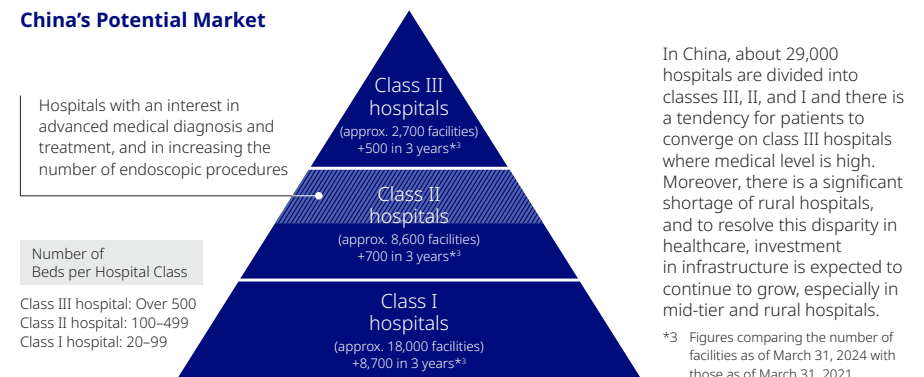 China's Potential Market
Hospitals with an interest in
advanced medical diagnosis and
treatment, and in increasing the
number of endoscopic procedures
Number of
Beds per Hospital Class
Class III hospital: Over 500
Class II hospital: 100–499
Class I hospital: 20–99
Class III
hospitals
(approx. 2,700 facilities)
+500 in 3 years*3
Class II
hospitals
(approx. 8,600 facilities)
+700 in 3 years*3
Class I
hospitals
(approx. 18,000 facilities)
+8,700 in 3 years*3
In China, about 29,000
hospitals are divided into
classes III, II, and I and there is
a tendency for patients to
converge on class III hospitals
where medical level is high.
Moreover, there is a significant
shortage of rural hospitals,
and to resolve this disparity in
healthcare, investment
in infrastructure is expected to
continue to grow, especially in
mid-tier and rural hospitals.
*3 Figures comparing the number of
facilities as of March 31, 2024 with
those as of March 31, 2021